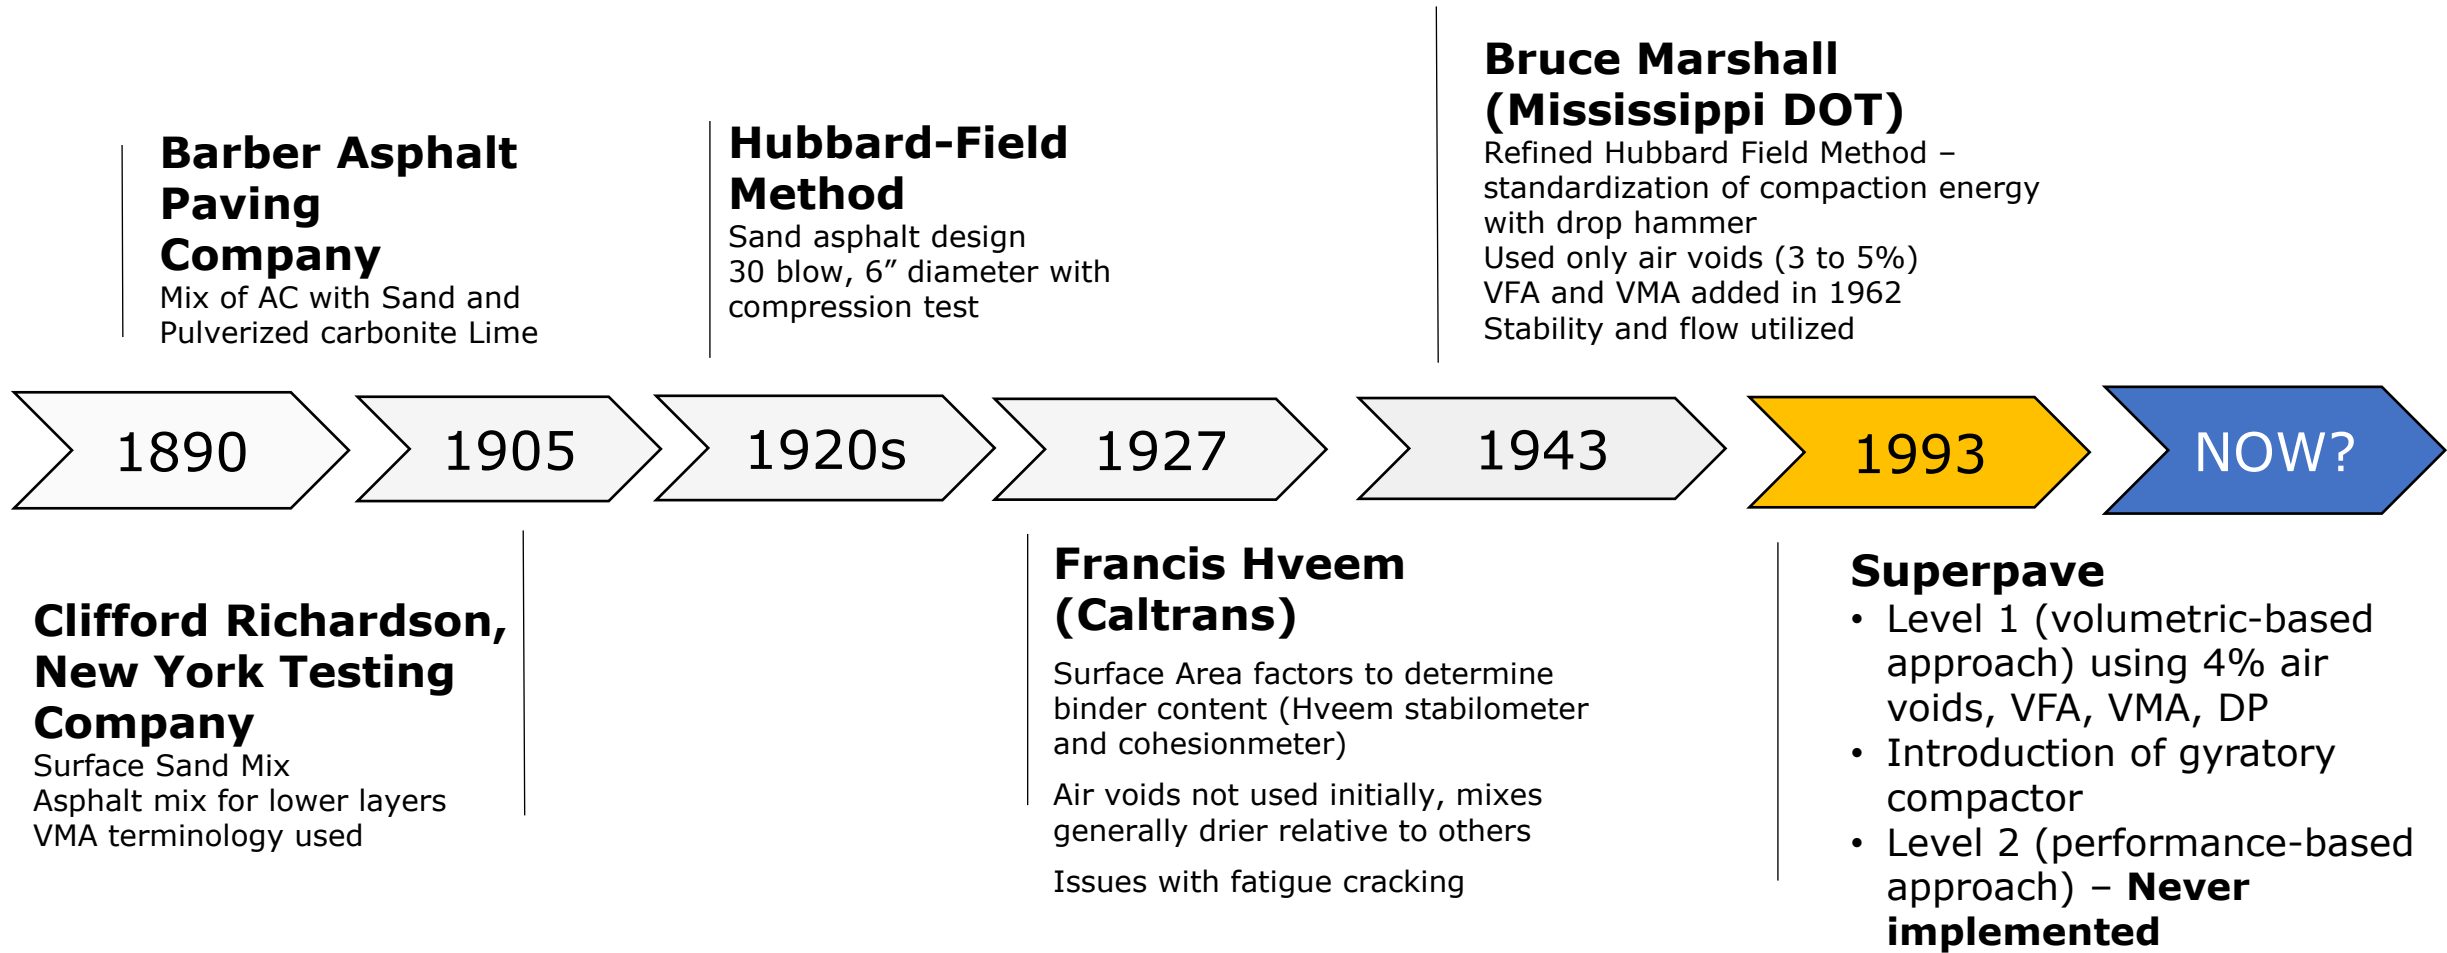 Barber Asphalt
Paving
Company
Mix of AC with Sand and
Pulverized carbonite Lime
Hubbard-Field
Method
Sand asphalt design
30 blow, 6″ diameter with
compression test
Bruce Marshall
(Mississippi DOT)
Refined Hubbard Field Method –
standardization of compaction energy
with drop hammer
Used only air voids (3 to 5%)
VFA and VMA added in 1962
Stability and flow utilized
1890
1905
1920s
1927
1943
1993
NOW?
Clifford Richardson,
New York Testing
Company
Surface Sand Mix
Asphalt mix for lower layers
VMA terminology used
Francis Hveem
(Caltrans)
Surface Area factors to determine
binder content (Hveem stabilometer
and cohesionmeter)
Air voids not used initially, mixes
generally drier relative to others
Issues with fatigue cracking
Superpave
• Level 1 (volumetric-based
approach) using 4% air
voids, VFA, VMA, DP
• Introduction of gyratory
compactor
• Level 2 (performance-based
approach) – Never
implemented